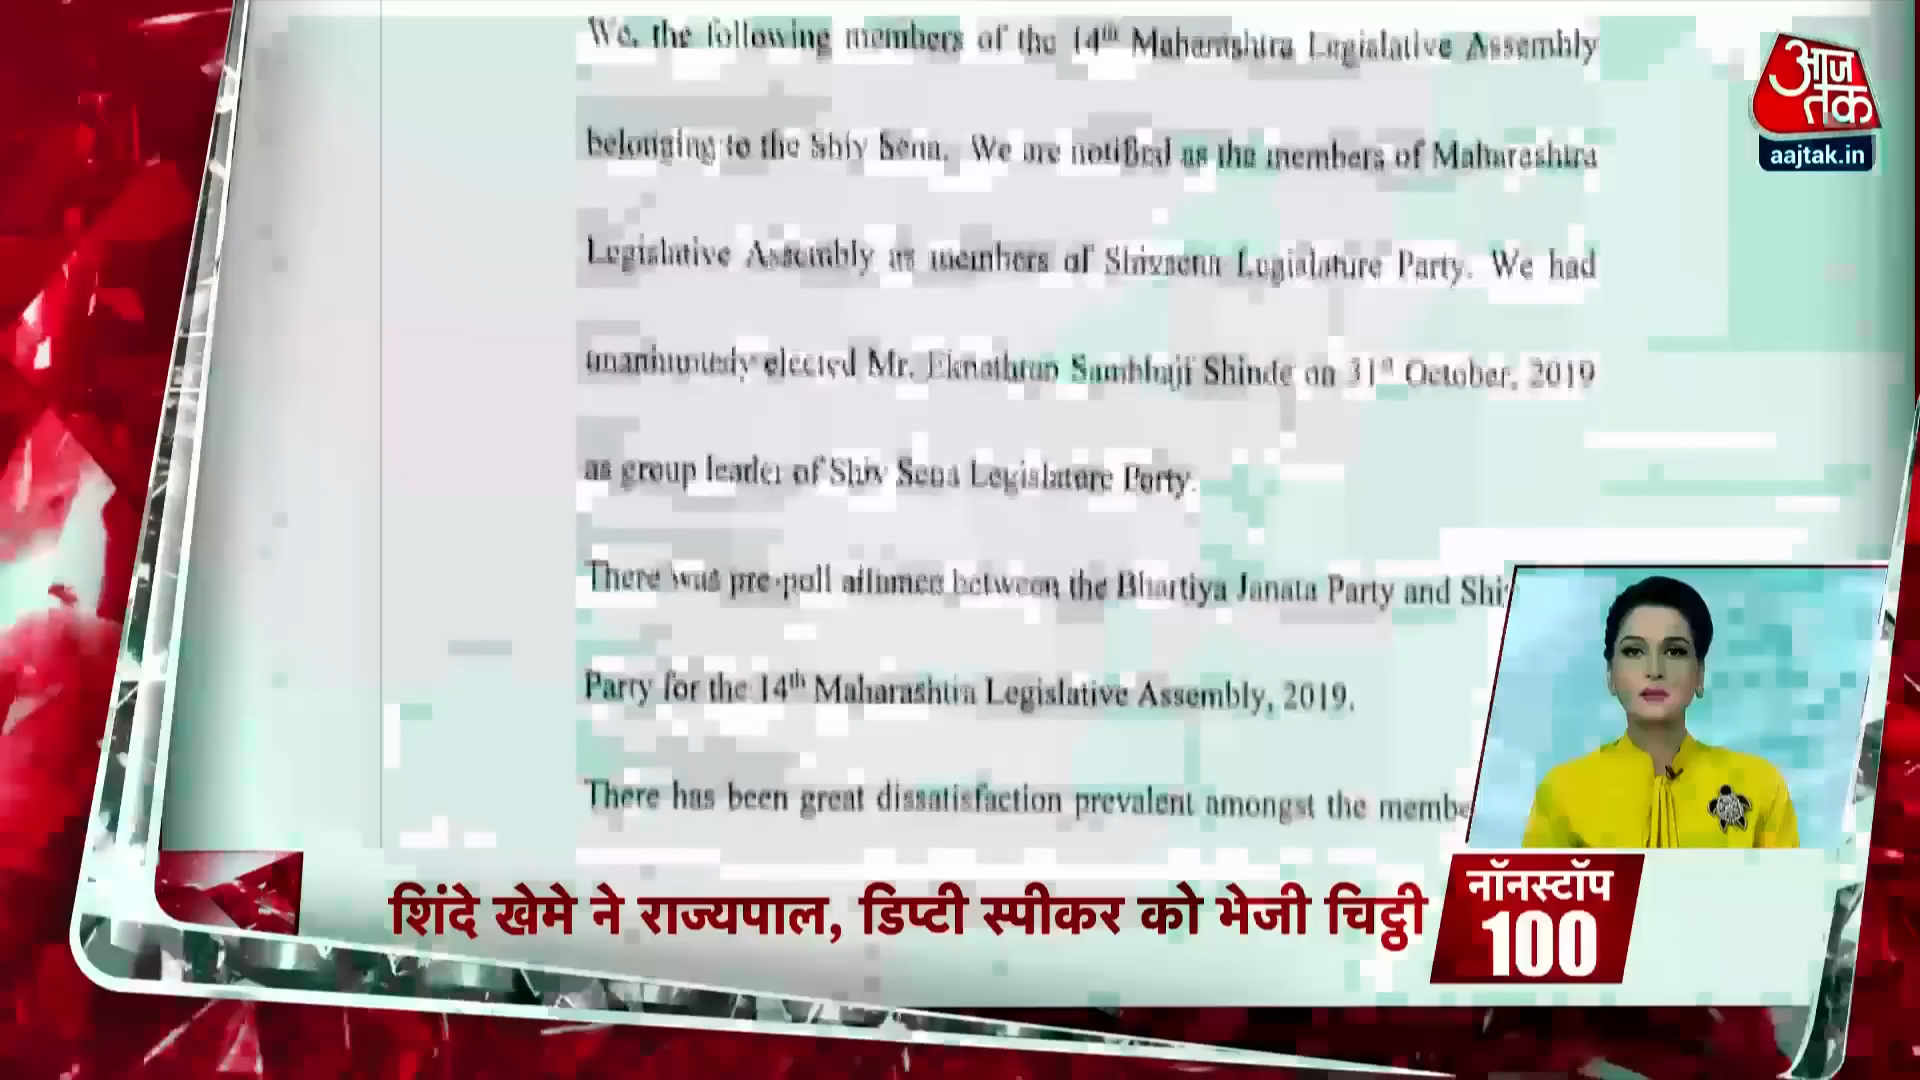 We, the following members of the 14th Maharashtra Legislative Assembly
belonging to the Shiv Sena. We are notified as the members of Maharashtra
Legislative Assembly as members of Shivsena Legislature Party. We had
unanimously elected Mr. Eknathrao Sambhaji Shinde on 31st October, 2019
as group leader of Shiv Sena Legislature Party.
There was pre-poll between the Bhartiya Janata Party and
Party for the 14th Maharashtra Legislative Assembly, 2019.
There has been great dissatisfaction prevalent amongst the membe
आज
तक
aajtak.in
शिंदे खेमे ने राज्यपाल, डिप्टी स्पीकर को भेजी चिट्ठी
नॉनस्टॉप
100